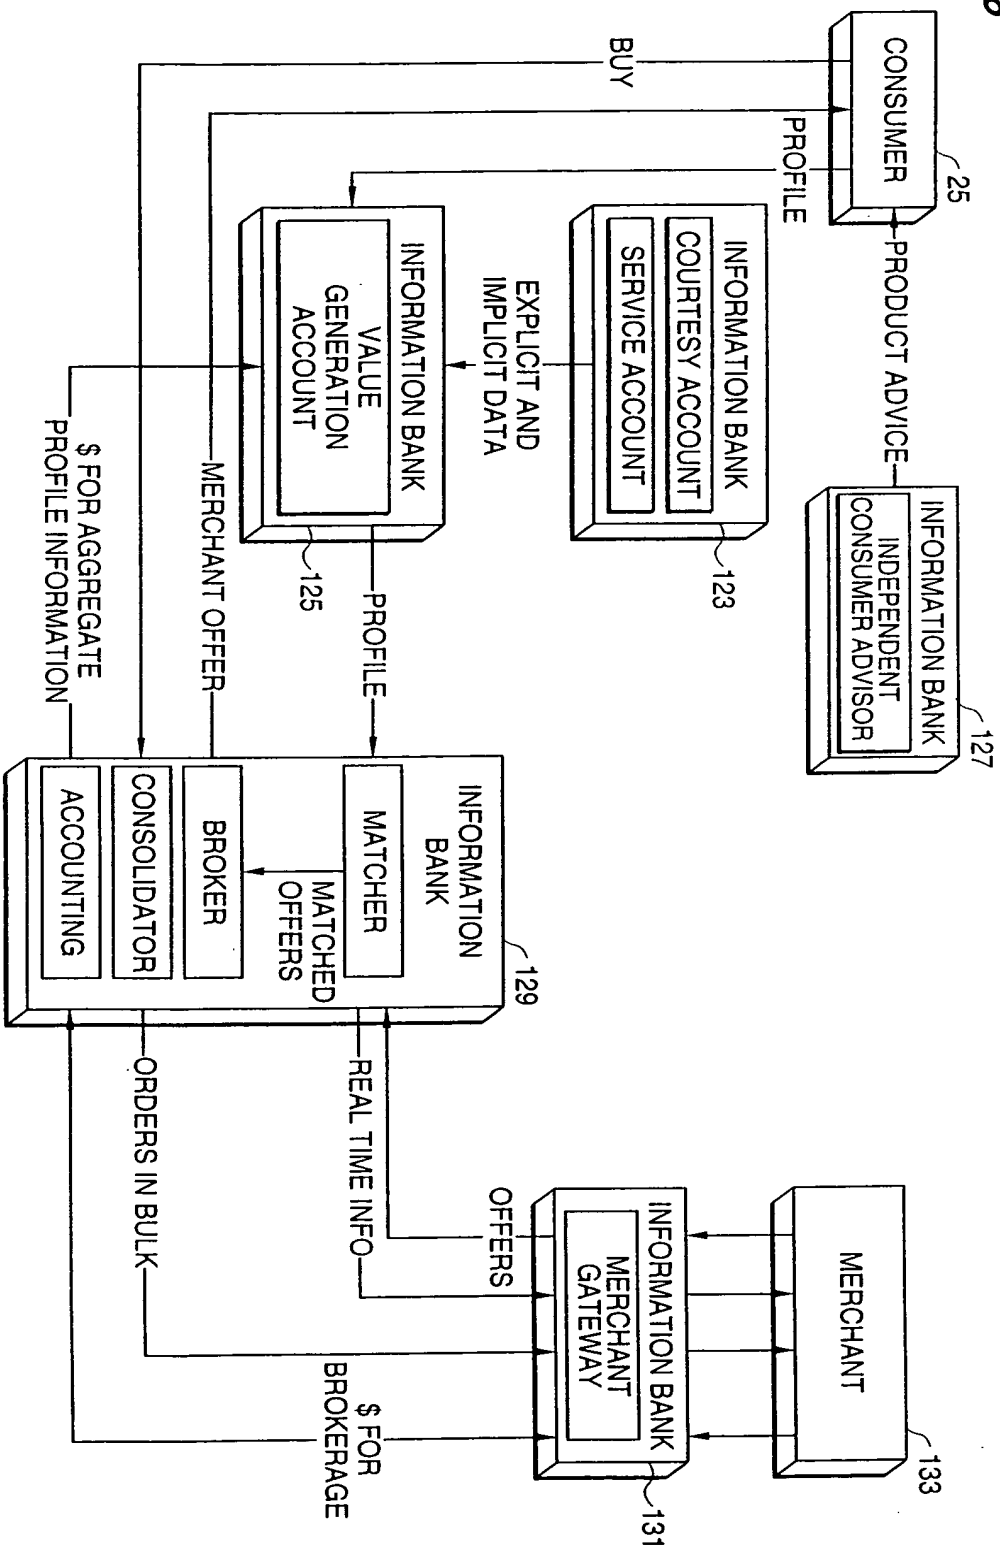 CONSUMER
25
PRODUCT ADVICE
INFORMATION BANK
INDEPENDENT
CONSUMER ADVISOR
127
MERCHANT
133
BUY
PROFILE
INFORMATION BANK
COURTESY ACCOUNT
SERVICE ACCOUNT
123
EXPLICIT AND
IMPLICIT DATA
INFORMATION BANK
VALUE
GENERATION
ACCOUNT
125
PROFILE
MERCHANT OFFER
$ FOR AGGREGATE
PROFILE INFORMATION
INFORMATION
BANK
129
MATCHER
MATCHED
OFFERS
BROKER
CONSOLIDATOR
ACCOUNTING
INFORMATION BANK
MERCHANT
GATEWAY
131
OFFERS
REAL TIME INFO
ORDERS IN BULK
$ FOR
BROKERAGE